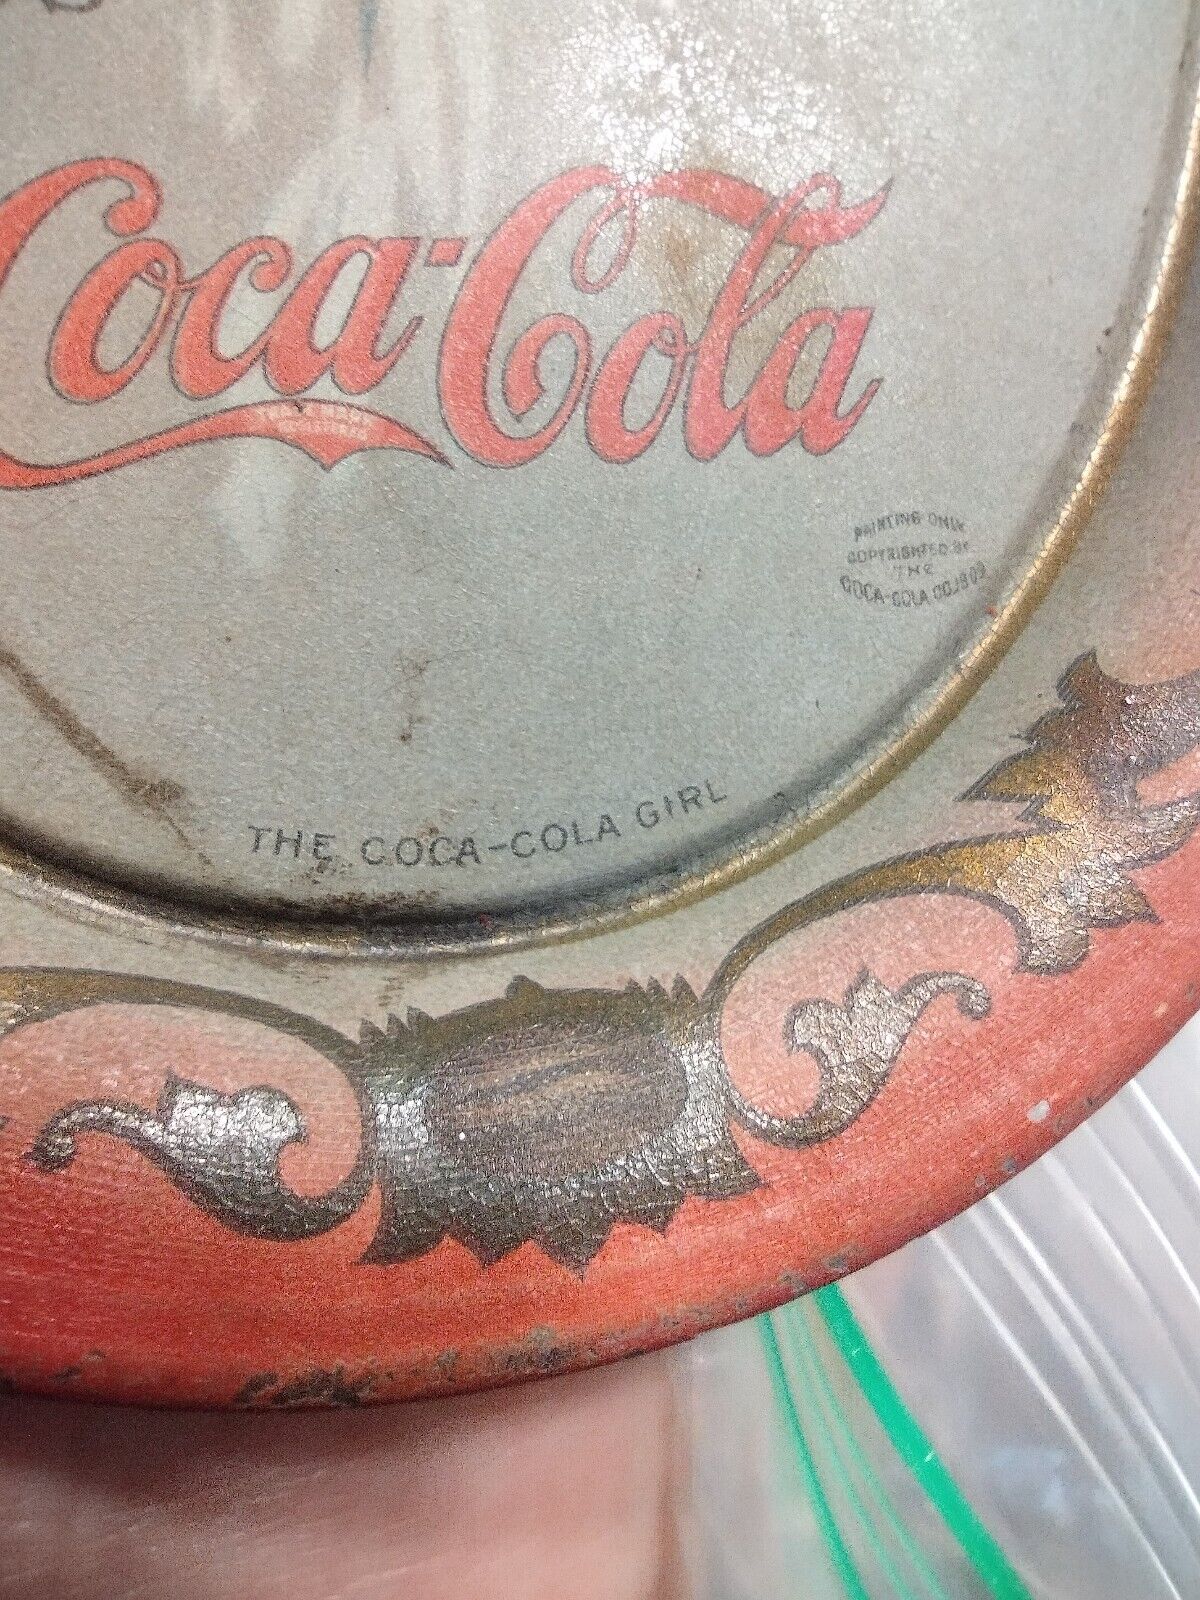 Coca-Cola
PAINTING ONLY
COPYRIGHTED BY
THE
COCA-COLA CO. 1909
THE COCA-COLA GIRL